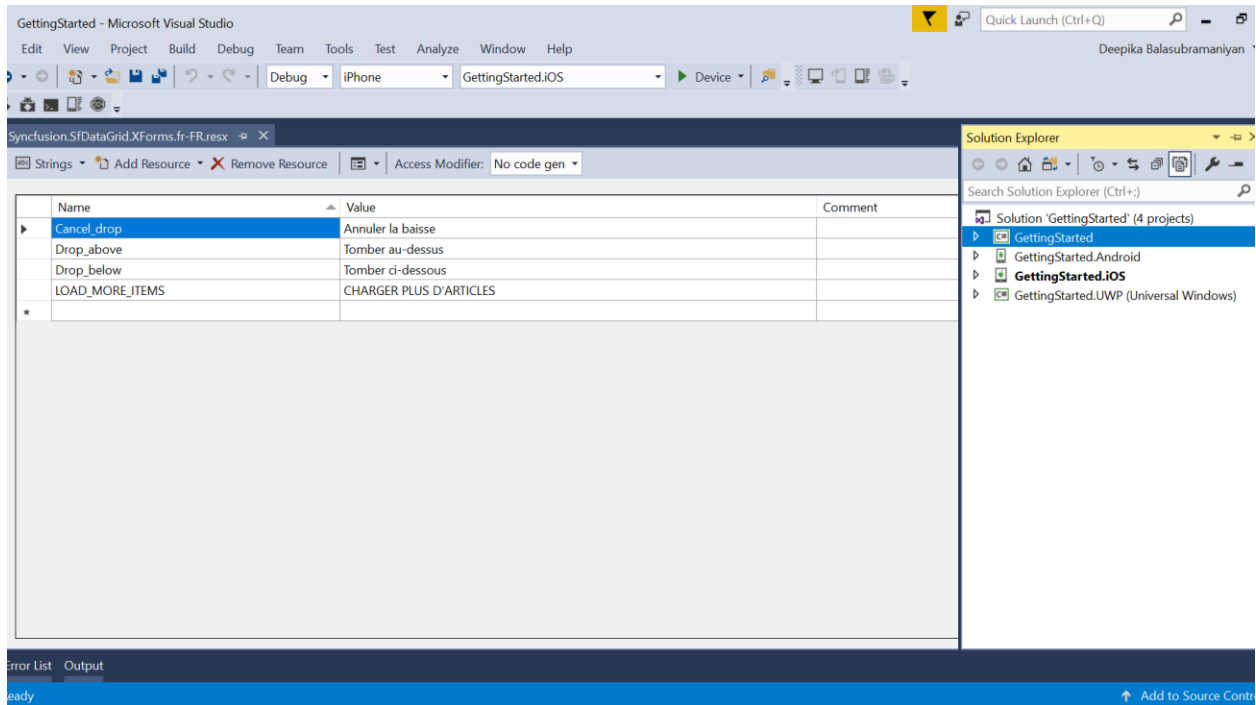 GettingStarted - Microsoft Visual Studio
Quick Launch (Ctrl+Q)
Edit View Project Build Debug Team Tools Test Analyze Window Help
Deepika Balasubramaniyan
Debug iPhone GettingStarted.iOS Device
Syncfusion.SfDataGrid.XForms.fr-FR.resx
Strings Add Resource Remove Resource Access Modifier: No code gen
Name Value Comment
Cancel_drop Annuler la baisse
Drop_above Tomber au-dessus
Drop_below Tomber ci-dessous
LOAD_MORE_ITEMS CHARGER PLUS D'ARTICLES
Solution Explorer
Search Solution Explorer (Ctrl+;)
Solution 'GettingStarted' (4 projects)
GettingStarted
GettingStarted.Android
GettingStarted.iOS
GettingStarted.UWP (Universal Windows)
Error List Output
eady
Add to Source Contr